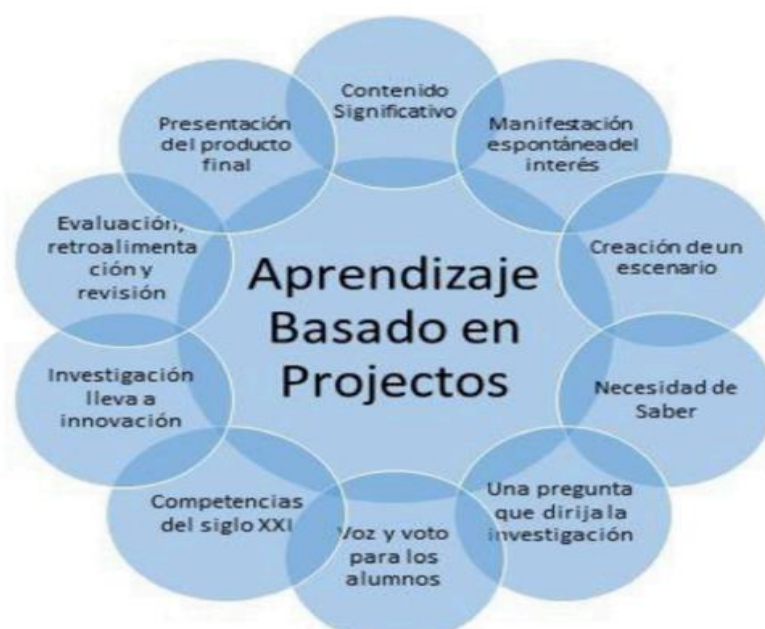 Contenido
Significativo
Manifestación
espontánea del
interés
Creación de un
escenario
Necesidad de
Saber
Una pregunta
que dirija la
investigación
Voz y voto
para los
alumnos
Competencias
del siglo XXI
Investigación
lleva a
innovación
Evaluación,
retroalimenta
ción y
revisión
Presentación
del producto
final
Aprendizaje
Basado en
Projectos